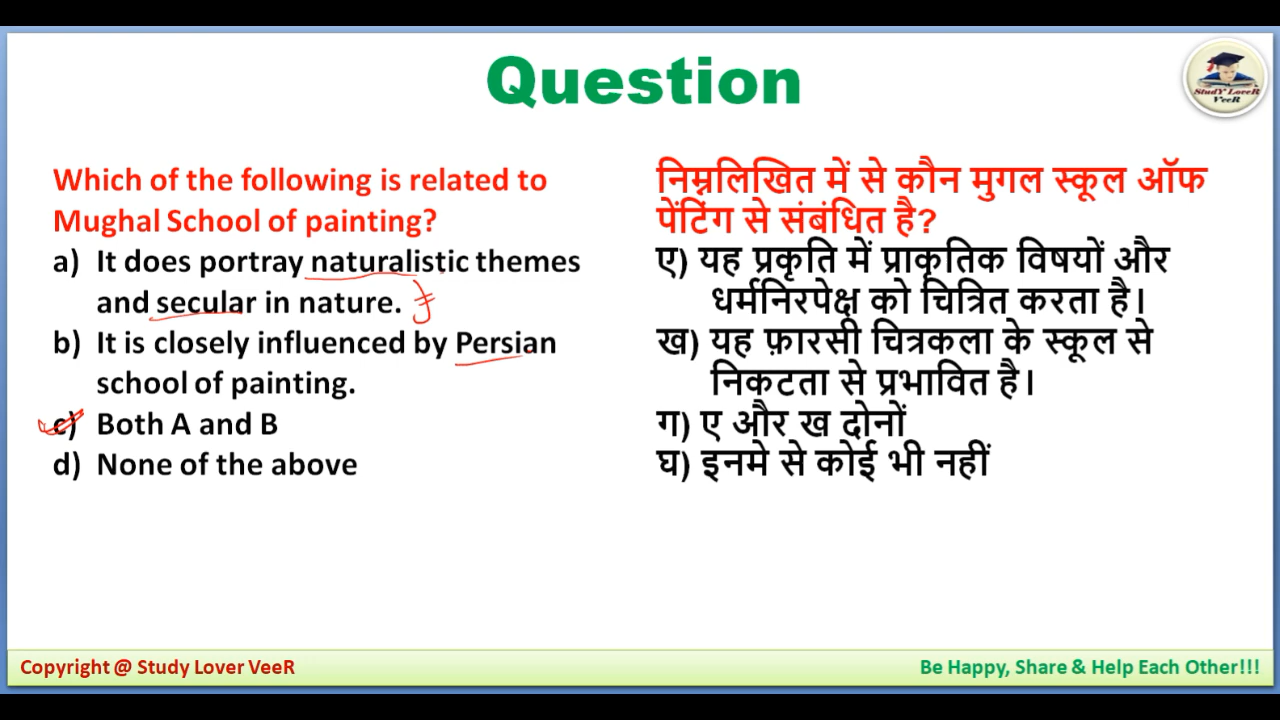 Question
StudY LoveR
VeeR
Which of the following is related to
Mughal School of painting?
a) It does portray naturalistic themes
and secular in nature.
b) It is closely influenced by Persian
school of painting.
c) Both A and B
d) None of the above
निम्नलिखित में से कौन मुगल स्कूल ऑफ
पेंटिंग से संबंधित है?
ए) यह प्रकृति में प्राकृतिक विषयों और
धर्मनिरपेक्ष को चित्रित करता है।
ख) यह फ़ारसी चित्रकला के स्कूल से
निकटता से प्रभावित है।
ग) ए और ख दोनों
घ) इनमे से कोई भी नहीं
Copyright @ Study Lover VeeR
Be Happy, Share & Help Each Other!!!